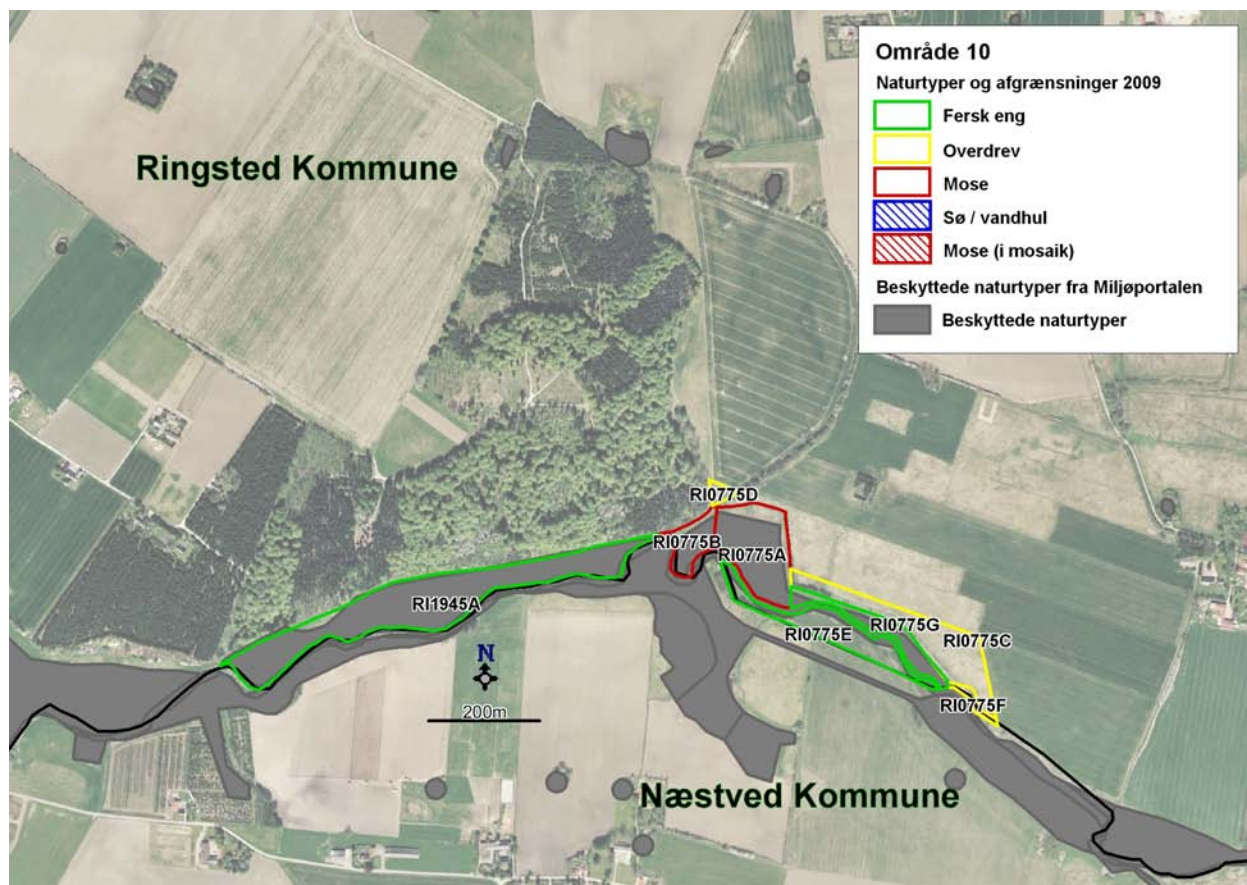 Område 10
Naturtyper og afgrænsninger 2009
Fersk eng
Overdrev
Mose
Sø / vandhul
Mose (i mosaik)
Beskyttede naturtyper fra Miljøportalen
Beskyttede naturtyper
Ringsted Kommune
RI0775D
RI0775B
RI0775A
RI1945A
RI0775G
RI0775E
RI0775C
N
200m
RI0775F
Næstved Kommune